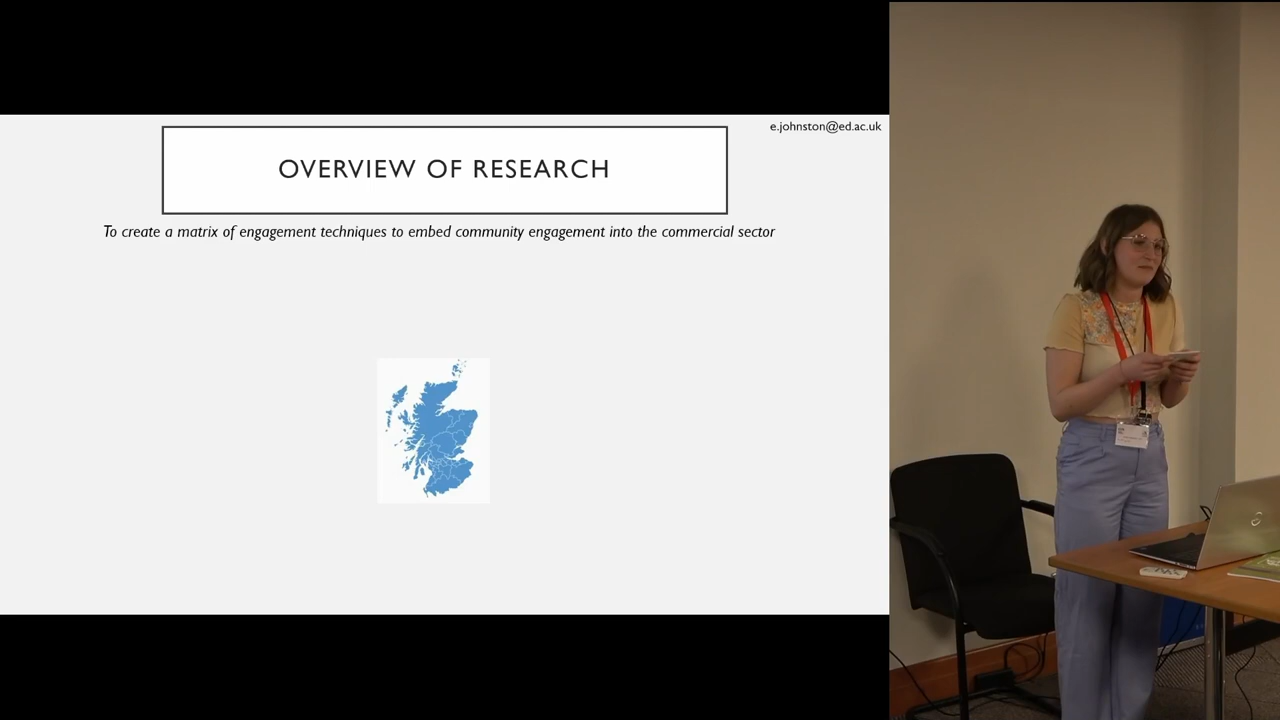 e.johnston@ed.ac.uk
OVERVIEW OF RESEARCH
To create a matrix of engagement techniques to embed community engagement into the commercial sector